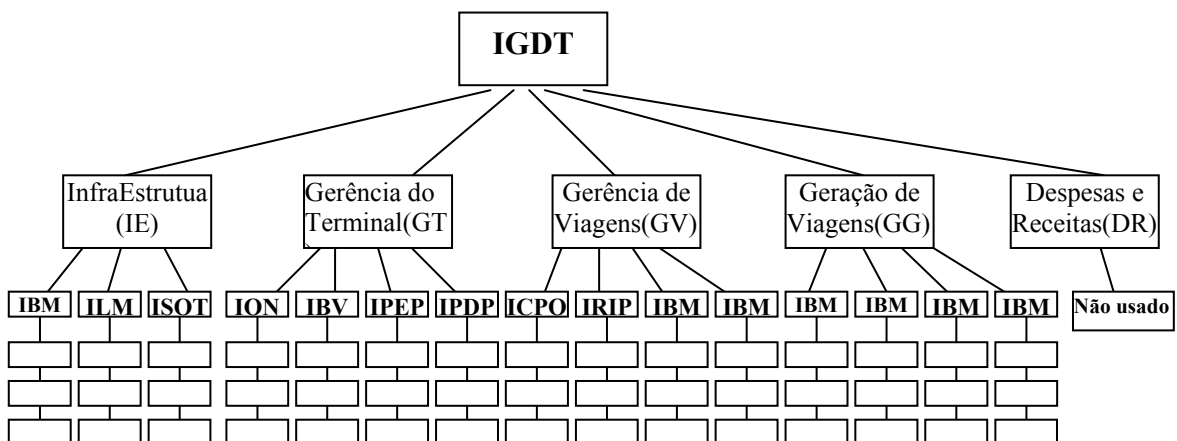 IGDT
InfraEstrutua
(IE)
Gerência do
Terminal(GT
Gerência de
Viagens(GV)
Geração de
Viagens(GG)
Despesas e
Receitas(DR)
IBM ILM ISOT ION IBV IPEP IPDP ICPO IRIP IBM IBM IBM IBM IBM IBM Não usado